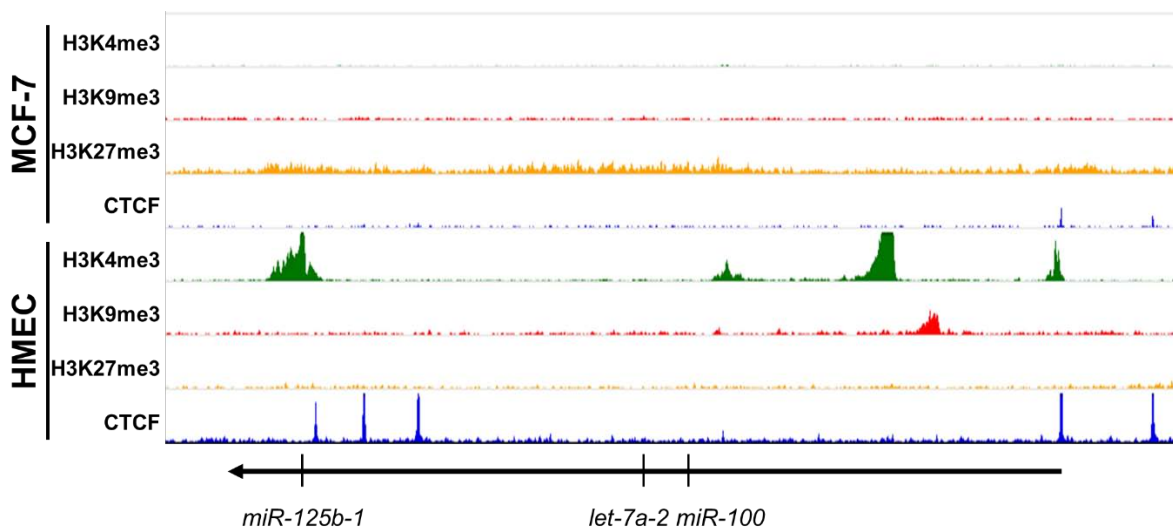 MCF-7
H3K4me3
H3K9me3
H3K27me3
CTCF
HMEC
H3K4me3
H3K9me3
H3K27me3
CTCF
miR-125b-1 let-7a-2 miR-100